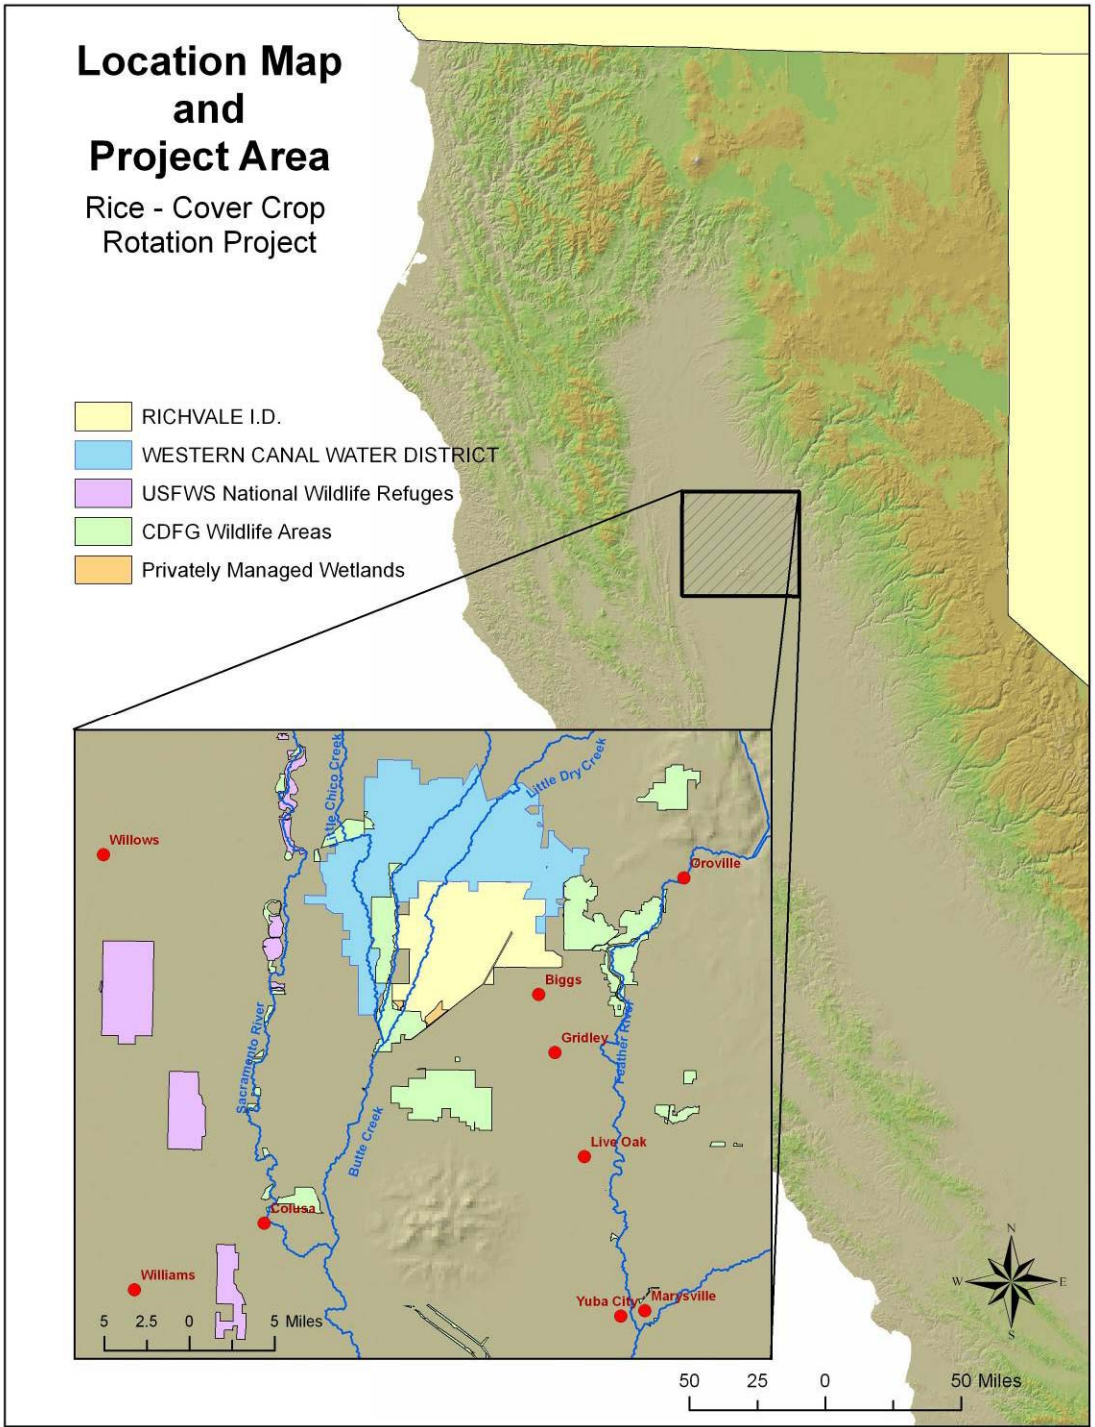 Location Map
and
Project Area
Rice - Cover Crop
Rotation Project
RICHVALE I.D.
WESTERN CANAL WATER DISTRICT
USFWS National Wildlife Refuges
CDFG Wildlife Areas
Privately Managed Wetlands
ttle Chico Creek
Little Dry Creek
Willows
Oroville
Biggs
Sacramento River
Gridley
Feather River
Butte Creek
Live Oak
Colusa
Williams
Yuba City
Marysville
5 2.5 0 5 Miles
N
W E
S
50 25 0 50 Miles